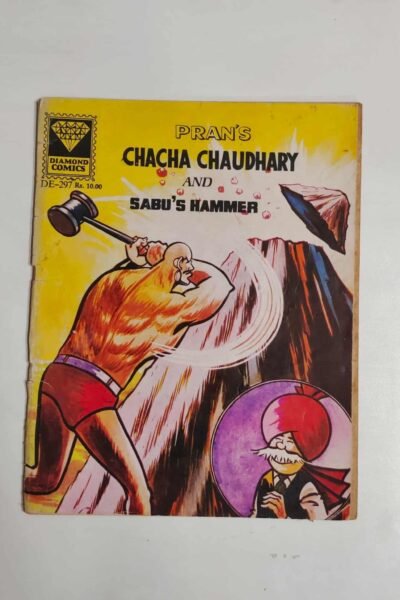 DIAMOND
COMICS
DE-297 Rs. 10.00
PRAN'S
CHACHA CHAUDHARY
AND
SABU'S HAMMER